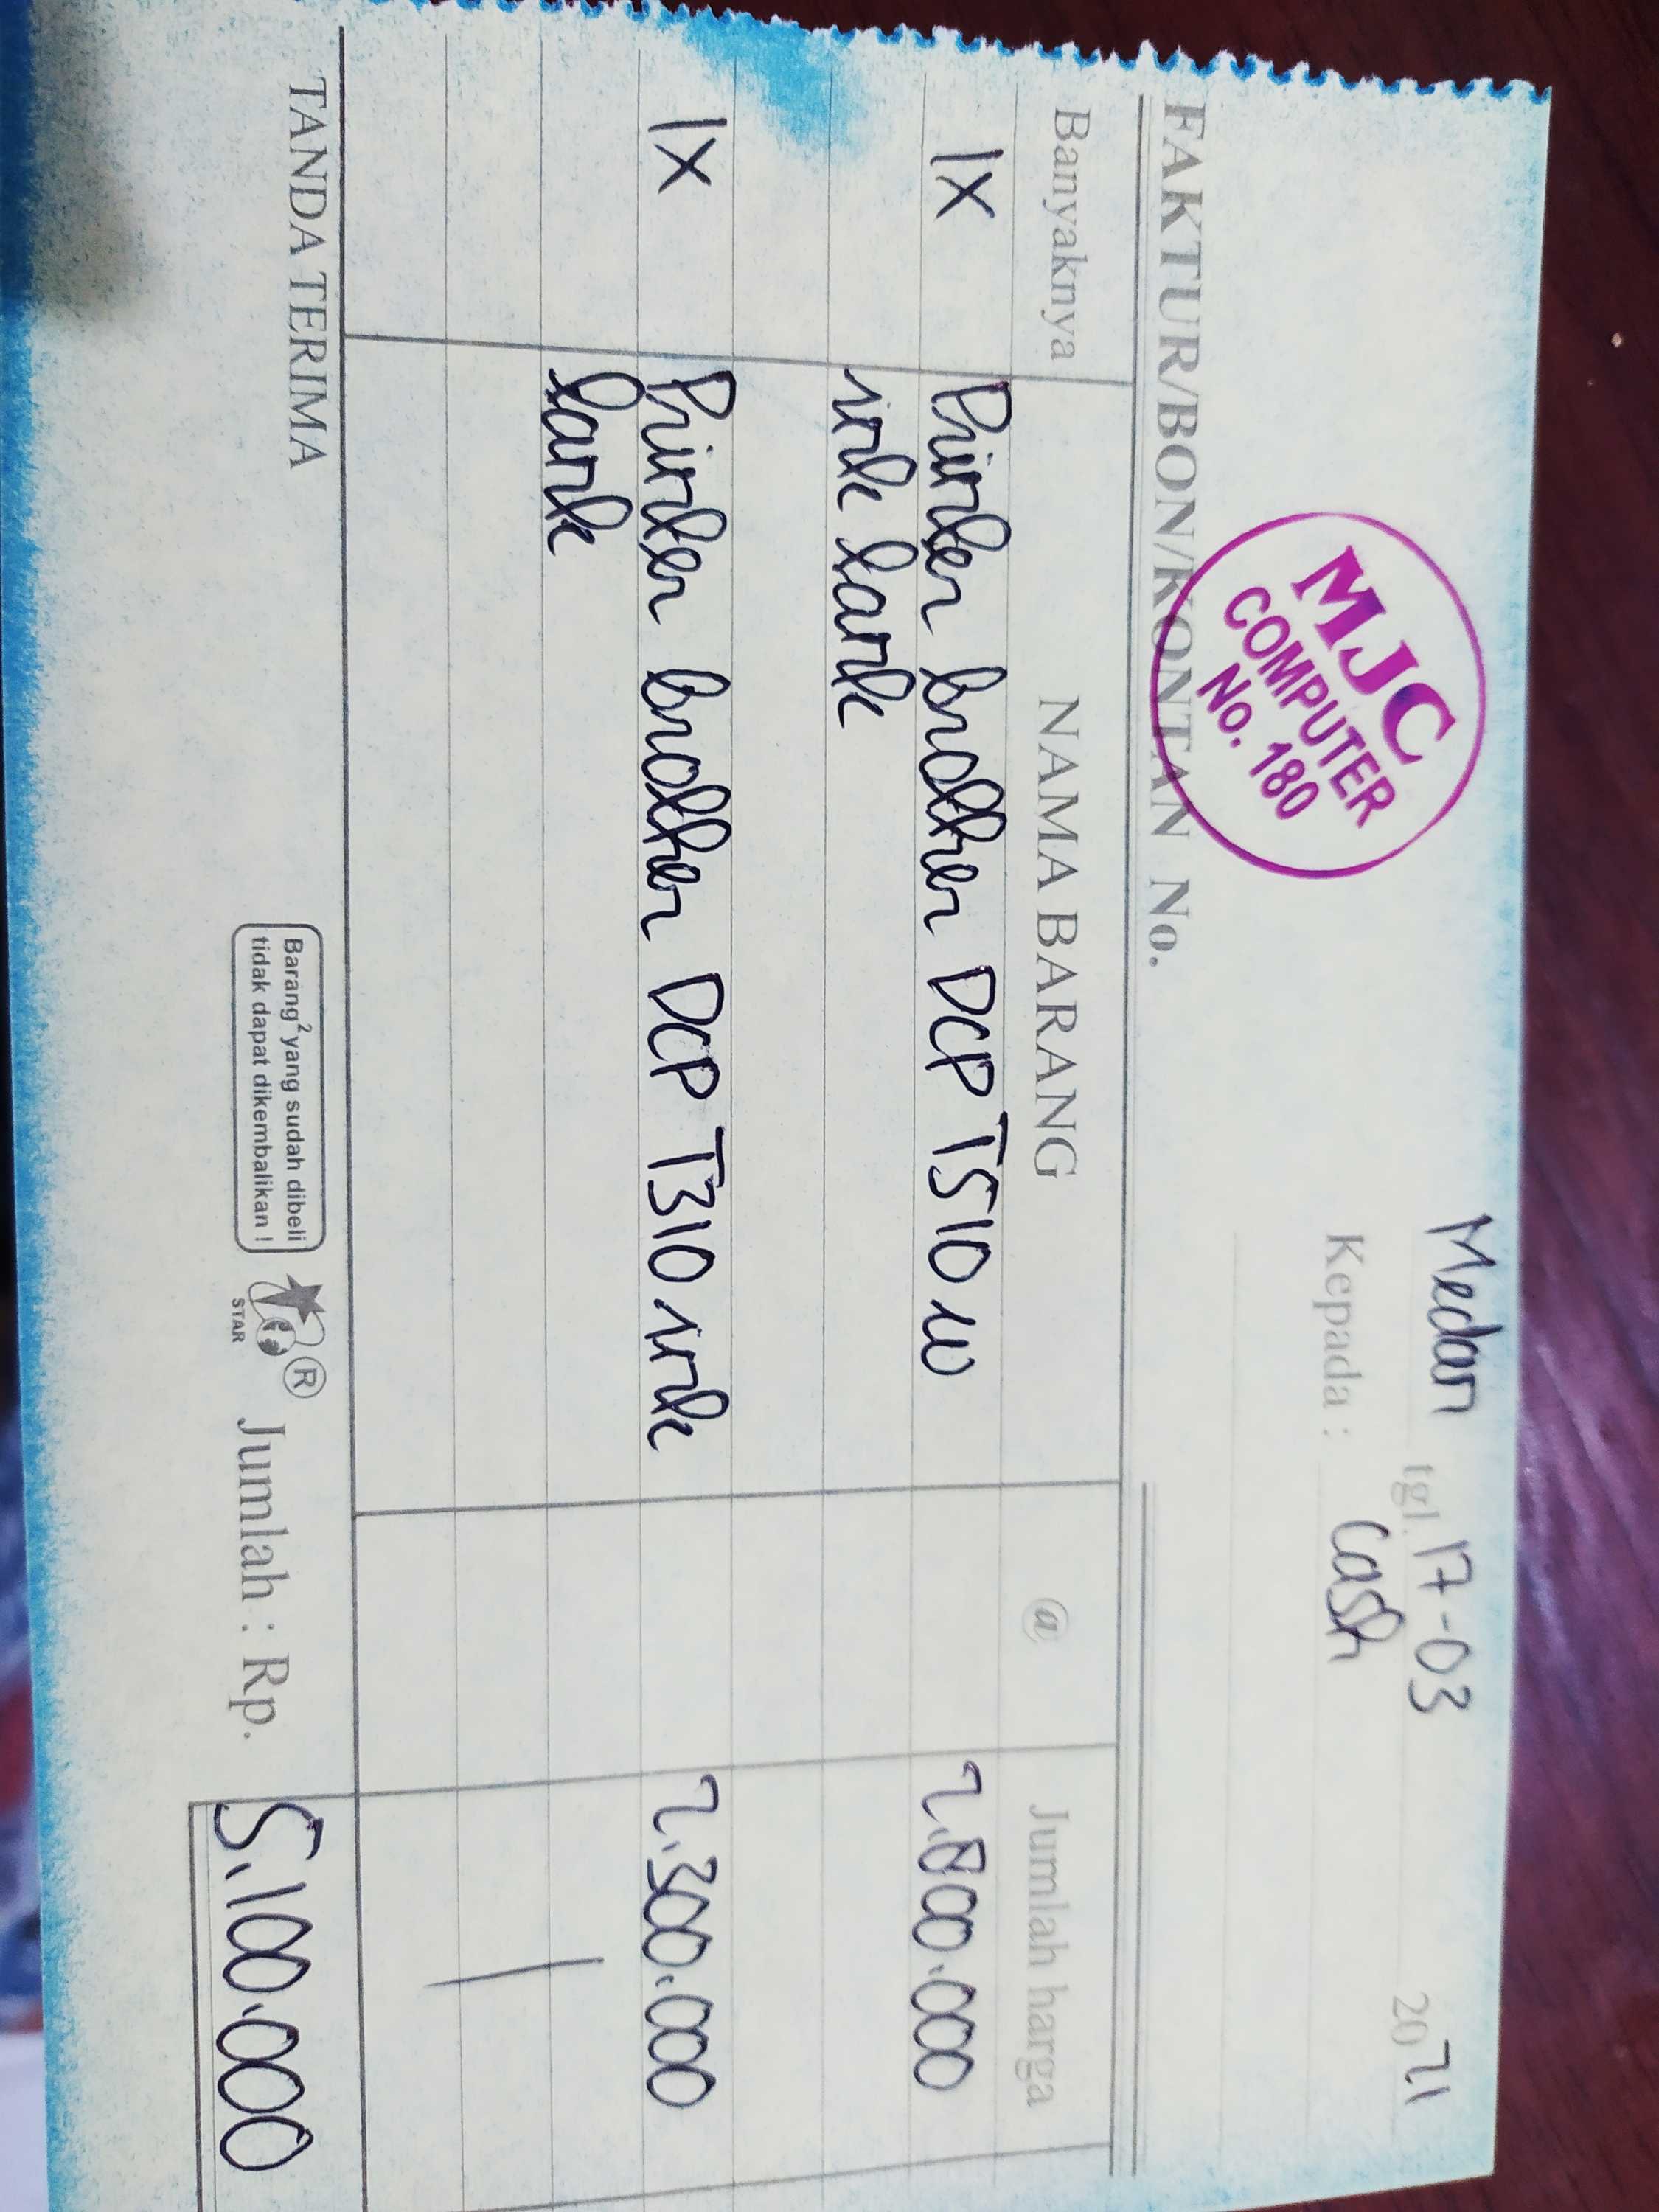 MJC
COMPUTER
No. 180
Medan tgl. 17-03 2021
Kepada : Cash
FAKTUR/BON/KONTAN No.
Banyaknya NAMA BARANG @ Jumlah harga
1x Printer brother DCP T510 W 2.800.000
ink tank
1x Printer brother DCP T310 ink 2.300.000
tank
TANDA TERIMA
Barang² yang sudah dibeli
tidak dapat dikembalikan !
STAR
®
Jumlah : Rp. 5.100.000